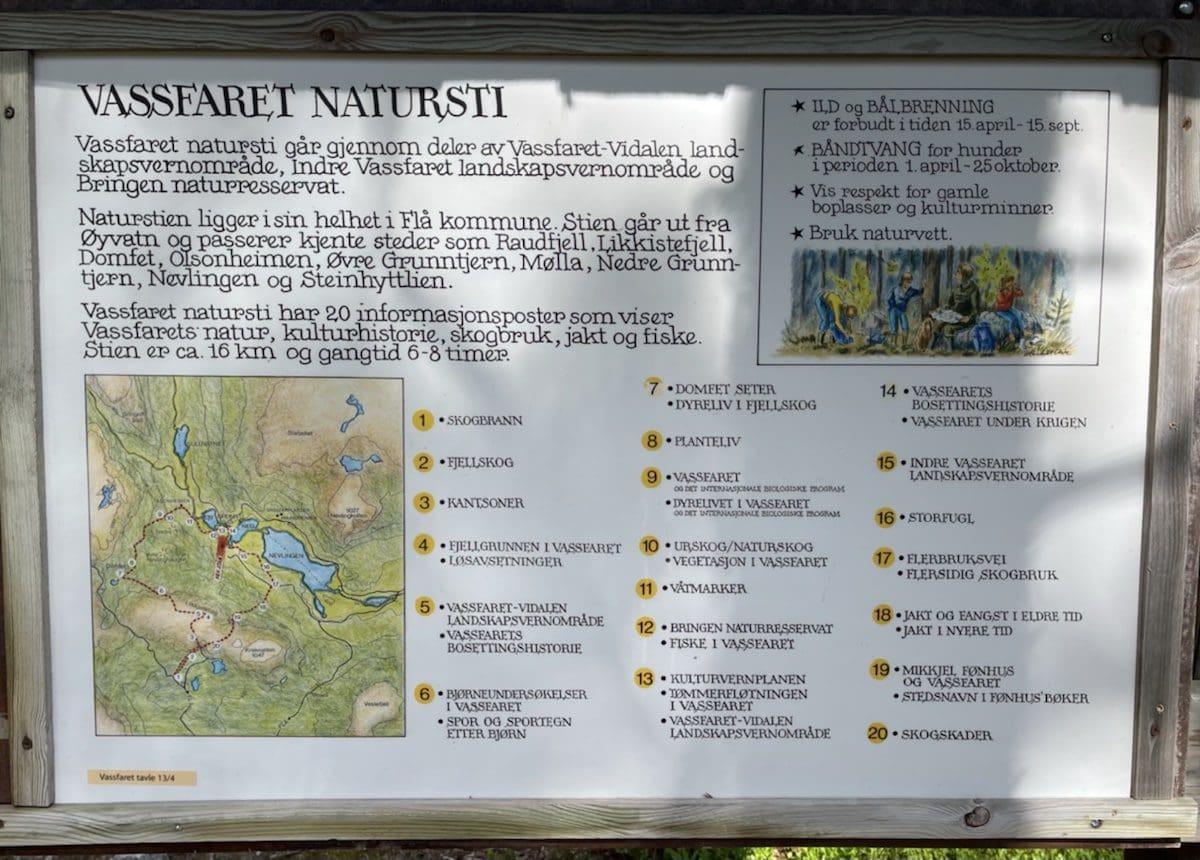 VASSFARET NATURSTI
Vassfaret natursti går gjennom deler av Vassfaret-Vidalen land-
skapsvernområde, Indre Vassfaret landskapsvernområde og
Bringen naturresservat.
Naturstien ligger i sin helhet i Flå kommune. Stien går ut fra
Øyvatn og passerer kjente steder som Raudfjell, Likkistefjell,
Domfet, Olsonheimen, Øvre Grunntjern, Mølla, Nedre Grunn-
tjern, Nevlingen og Steinhyttlien.
Vassfaret natursti har 20 informasjonsposter som viser
Vassfarets natur, kulturhistorie, skogbruk, jakt og fiske.
Stien er ca. 16 km og gangtid 6-8 timer.
★ ILD og BÅLBRENNING
er forbudt i tiden 15. april - 15. sept.
★ BÅNDTVANG for hunder
i perioden 1. april - 25 oktober.
★ Vis respekt for gamle
boplasser og kulturminner.
★ Bruk naturvett.
NEVLINGEN
1027
Nevlingkollen
1047
Veslefjell
1 • SKOGBRANN
2 • FJELLSKOG
3 • KANTSONER
4 • FJELLGRUNNEN I VASSFARET
• LØSAVSETNINGER
5 • VASSFARET-VIDALEN
LANDSKAPSVERNOMRÅDE
• VASSFARETS
BOSETTINGSHISTORIE
6 • BJØRNEUNDERSØKELSER
I VASSFARET
• SPOR OG SPORTEGN
ETTER BJØRN
7 • DOMFET SETER
• DYRELIV I FJELLSKOG
8 • PLANTELIV
9 • VASSFARET
OG DET INTERNASJONALE BIOLOGISKE PROGRAM
• DYRELIVET I VASSFARET
OG DET INTERNASJONALE BIOLOGISKE PROGRAM
10 • URSKOG/NATURSKOG
• VEGETASJON I VASSFARET
11 • VÅTMARKER
12 • BRINGEN NATURRESSERVAT
• FISKE I VASSFARET
13 • KULTURVERNPLANEN
• TØMMERFLØTNINGEN
I VASSFARET
• VASSFARET-VIDALEN
LANDSKAPSVERNOMRÅDE
14 • VASSFARETS
BOSETTINGSHISTORIE
• VASSFARET UNDER KRIGEN
15 • INDRE VASSFARET
LANDSKAPSVERNOMRÅDE
16 • STORFUGL
17 • FLERBRUKSVEI
• FLERSIDIG SKOGBRUK
18 • JAKT OG FANGST I ELDRE TID
• JAKT I NYERE TID
19 • MIKKJEL FØNHUS
OG VASSFARET
• STEDSNAVN I FØNHUS' BØKER
20 • SKOGSKADER
Vassfaret tavle 13/4